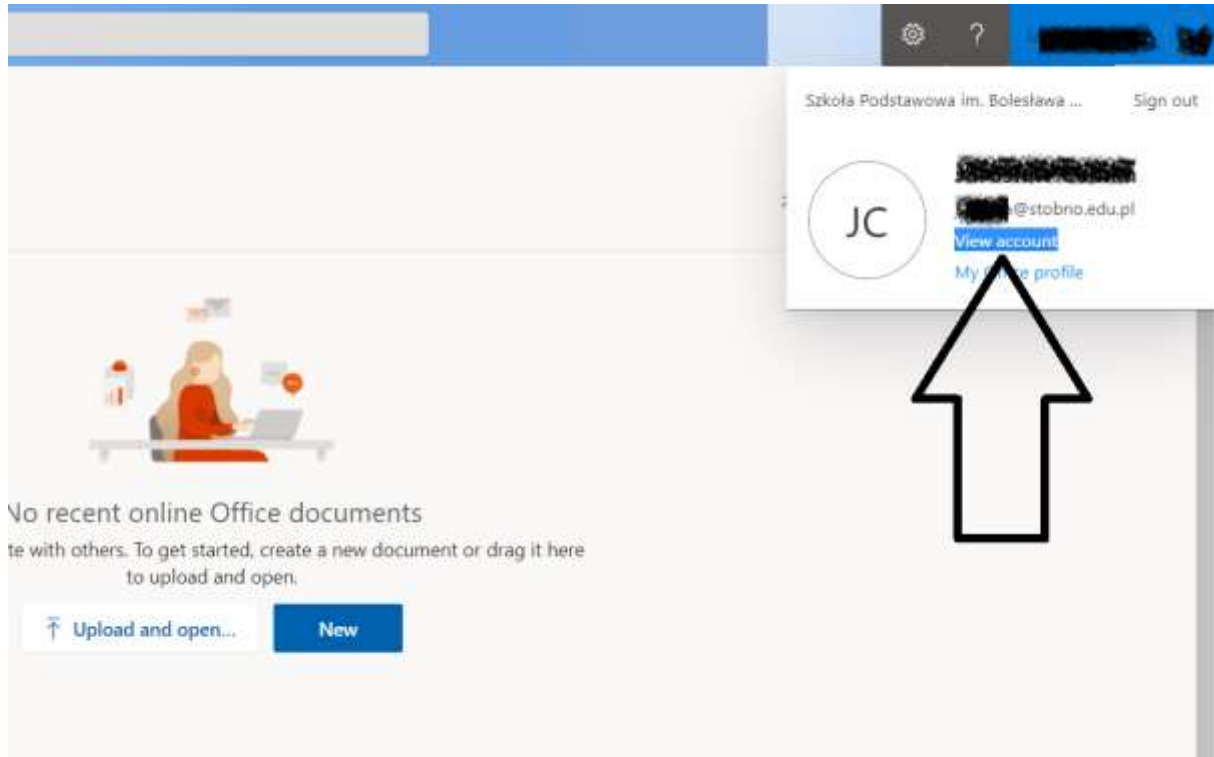 ?
Szkoła Podstawowa im. Bolesława ...
Sign out
JC
@stobno.edu.pl
View account
My profile
No recent online Office documents
with others. To get started, create a new document or drag it here
to upload and open.
Upload and open...
New